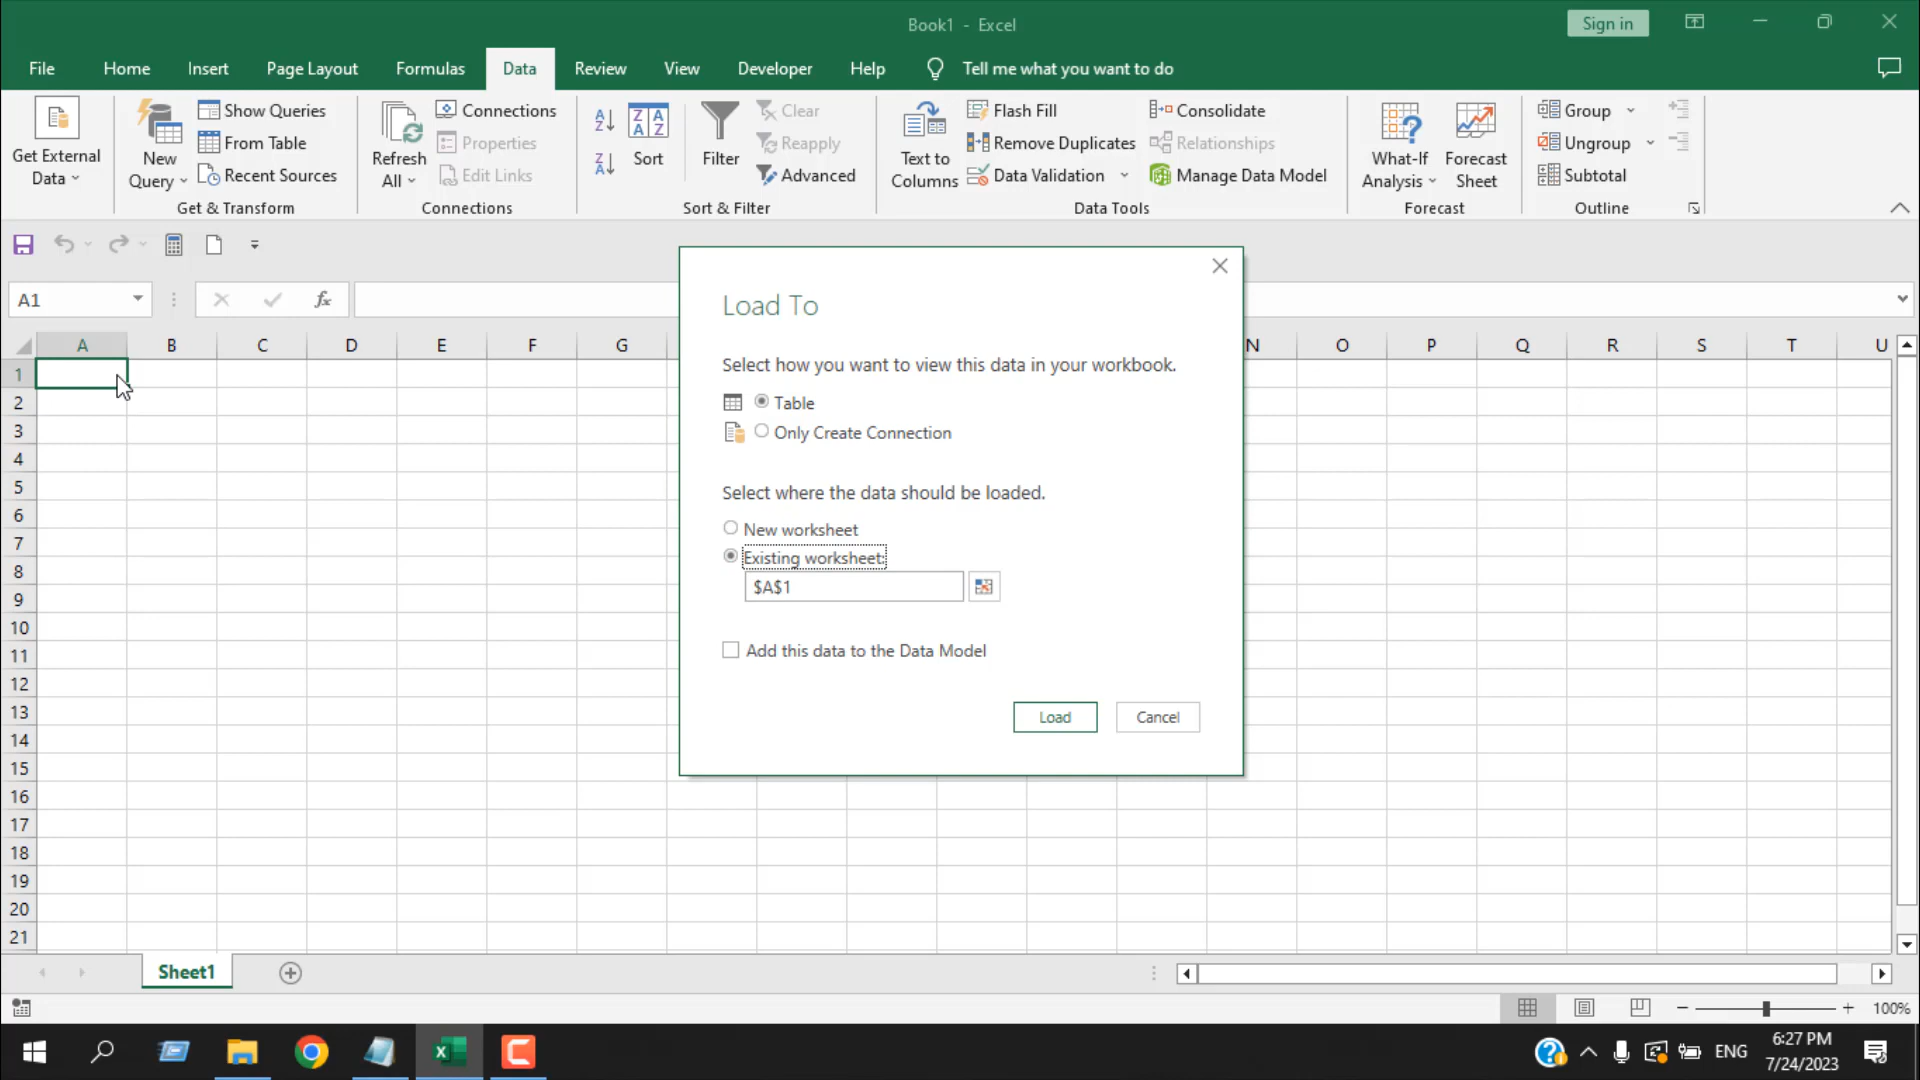 Book1 - Excel
Sign in
File Home Insert Page Layout Formulas Data Review View Developer Help Tell me what you want to do
Get External Data
New Query
Show Queries
From Table
Recent Sources
Get & Transform
Refresh All
Connections
Properties
Edit Links
Connections
Sort
Filter
Clear
Reapply
Advanced
Sort & Filter
Text to Columns
Flash Fill
Remove Duplicates
Data Validation
Consolidate
Relationships
Manage Data Model
Data Tools
What-If Analysis
Forecast Sheet
Forecast
Group
Ungroup
Subtotal
Outline
A1
fx
A B C D E F G N O P Q R S T U
1
2
3
4
5
6
7
8
9
10
11
12
13
14
15
16
17
18
19
20
21
Load To
Select how you want to view this data in your workbook.
Table
Only Create Connection
Select where the data should be loaded.
New worksheet
Existing worksheet:
$A$1
Add this data to the Data Model
Load Cancel
Sheet1
100%
ENG
6:27 PM
7/24/2023